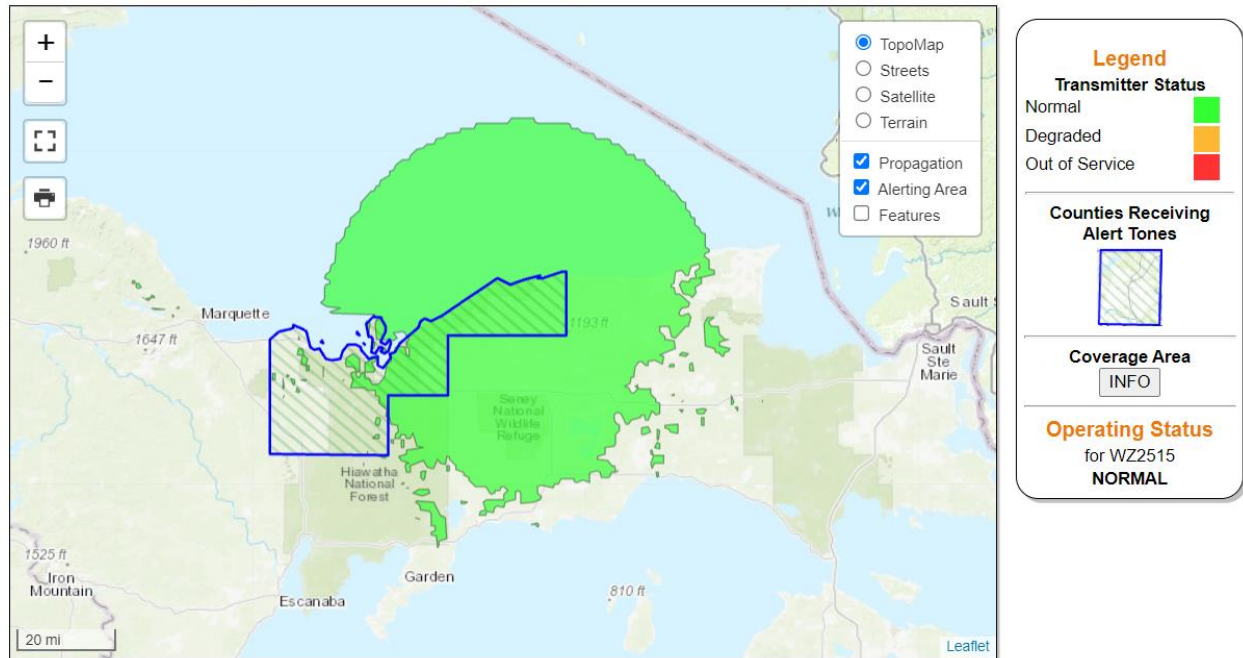 +
−
TopoMap
Streets
Satellite
Terrain
Propagation
Alerting Area
Features
1960 ft
Marquette
1647 ft
1193 ft
Sault
Sault
Ste
Marie
Seney
National
Wildlife
Refuge
Hiawatha
National
Forest
1525 ft
Iron
Mountain
Escanaba
Garden
810 ft
20 mi
Leaflet
Legend
Transmitter Status
Normal
Degraded
Out of Service
Counties Receiving
Alert Tones
Coverage Area
INFO
Operating Status
for WZ2515
NORMAL